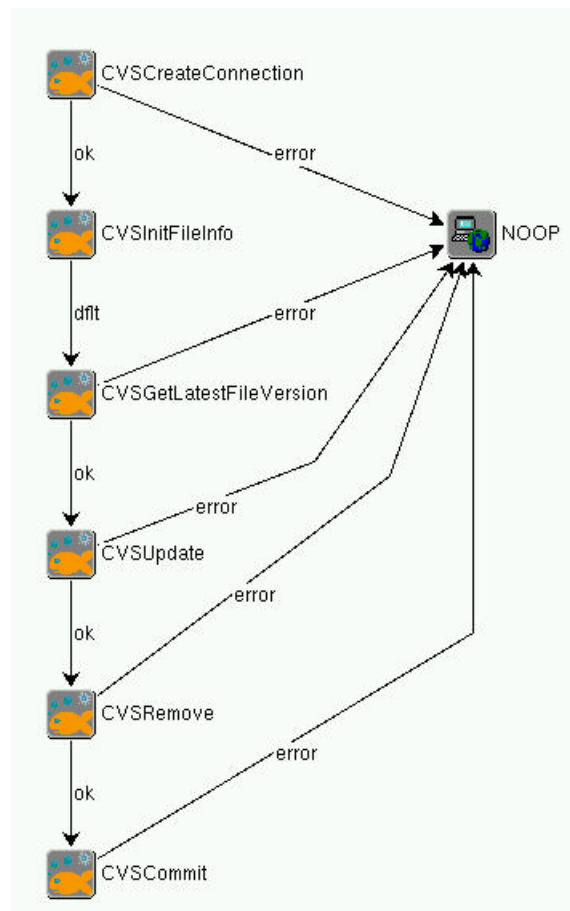 CVSCreateConnection
ok
error
CVSInitFileInfo
NOOP
dflt
error
CVSGetLatestFileVersion
ok
error
CVSUpdate
error
ok
CVSRemove
error
ok
CVSCommit